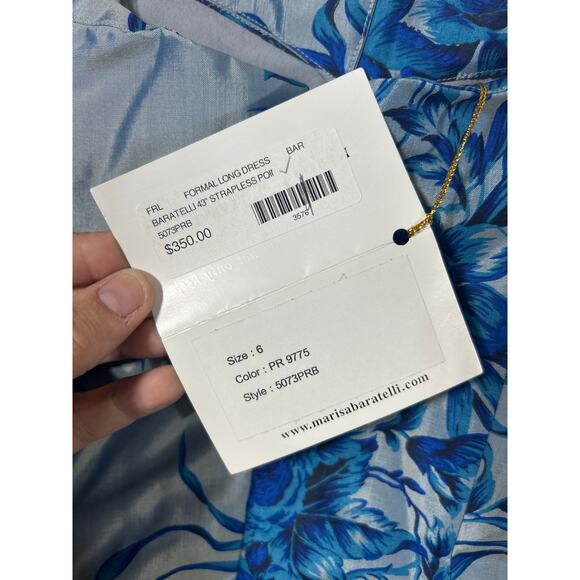 FRL FORMAL LONG DRESS BAR
BARATELLI 43" STRAPLESS POII
5073PRB
$350.00
3576
Size : 6
Color : PR 9775
Style : 5073PRB
www.marisabaratelli.com